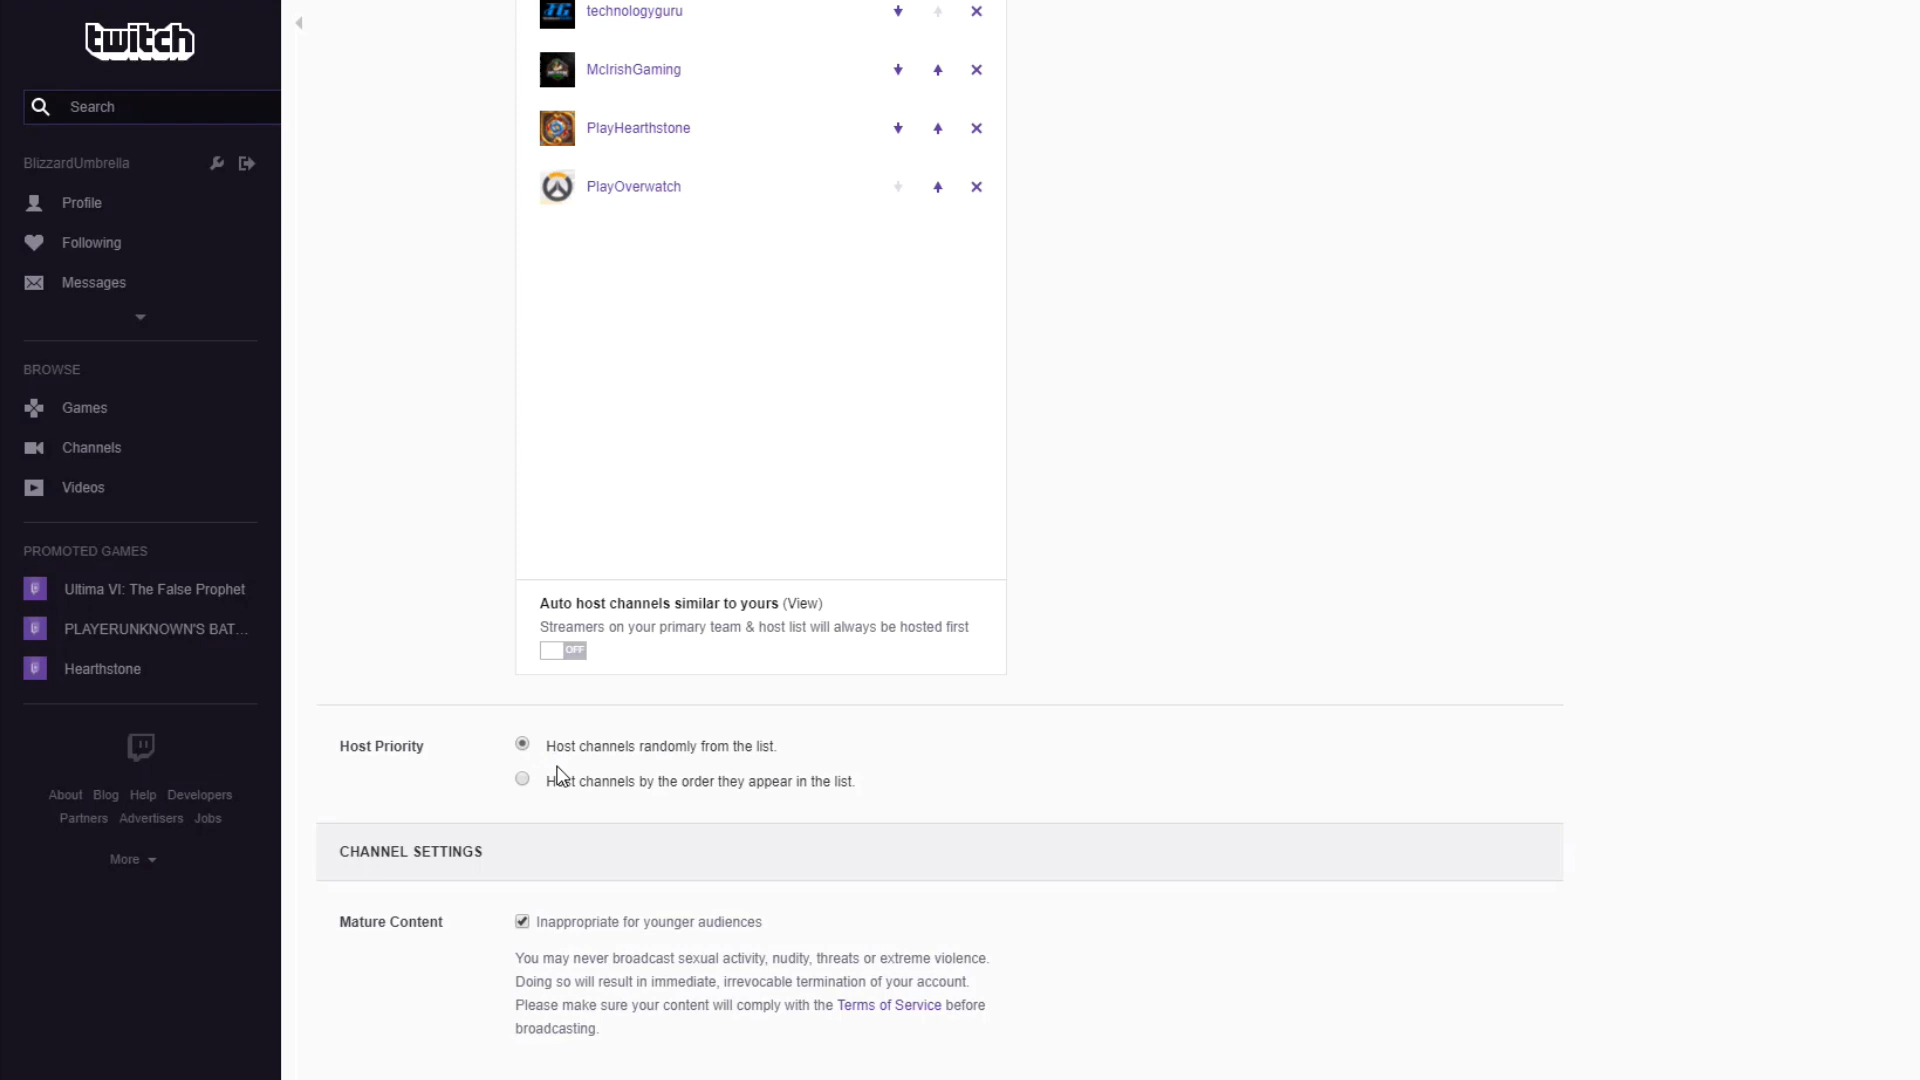 twitch
Search
BlizzardUmbrella
Profile
Following
Messages
BROWSE
Games
Channels
Videos
PROMOTED GAMES
Ultima VI: The False Prophet
PLAYERUNKNOWN'S BAT...
Hearthstone
About Blog Help Developers
Partners Advertisers Jobs
More
technologyguru
McIrishGaming
PlayHearthstone
PlayOverwatch
Auto host channels similar to yours (View)
Streamers on your primary team & host list will always be hosted first
OFF
Host Priority
Host channels randomly from the list.
Host channels by the order they appear in the list.
CHANNEL SETTINGS
Mature Content
Inappropriate for younger audiences
You may never broadcast sexual activity, nudity, threats or extreme violence.
Doing so will result in immediate, irrevocable termination of your account.
Please make sure your content will comply with the Terms of Service before
broadcasting.